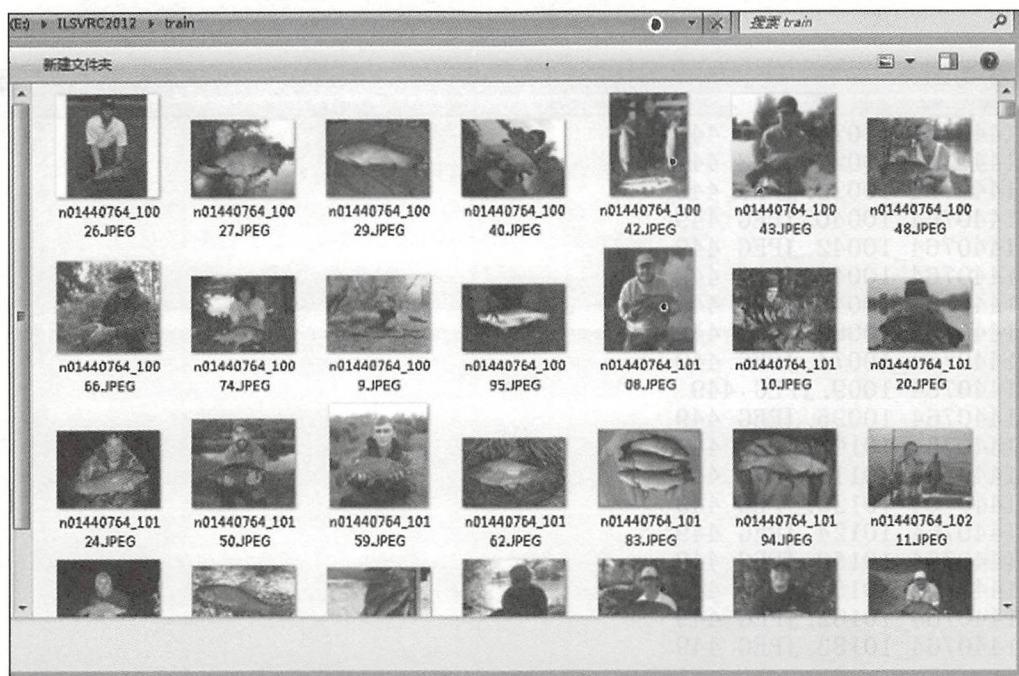 (E:) ▸ ILSVRC2012 ▸ train
搜索 train
新建文件夹
n01440764_100
26.JPEG
n01440764_100
27.JPEG
n01440764_100
29.JPEG
n01440764_100
40.JPEG
n01440764_100
42.JPEG
n01440764_100
43.JPEG
n01440764_100
48.JPEG
n01440764_100
66.JPEG
n01440764_100
74.JPEG
n01440764_100
9.JPEG
n01440764_100
95.JPEG
n01440764_101
08.JPEG
n01440764_101
10.JPEG
n01440764_101
20.JPEG
n01440764_101
24.JPEG
n01440764_101
50.JPEG
n01440764_101
59.JPEG
n01440764_101
62.JPEG
n01440764_101
83.JPEG
n01440764_101
94.JPEG
n01440764_102
11.JPEG